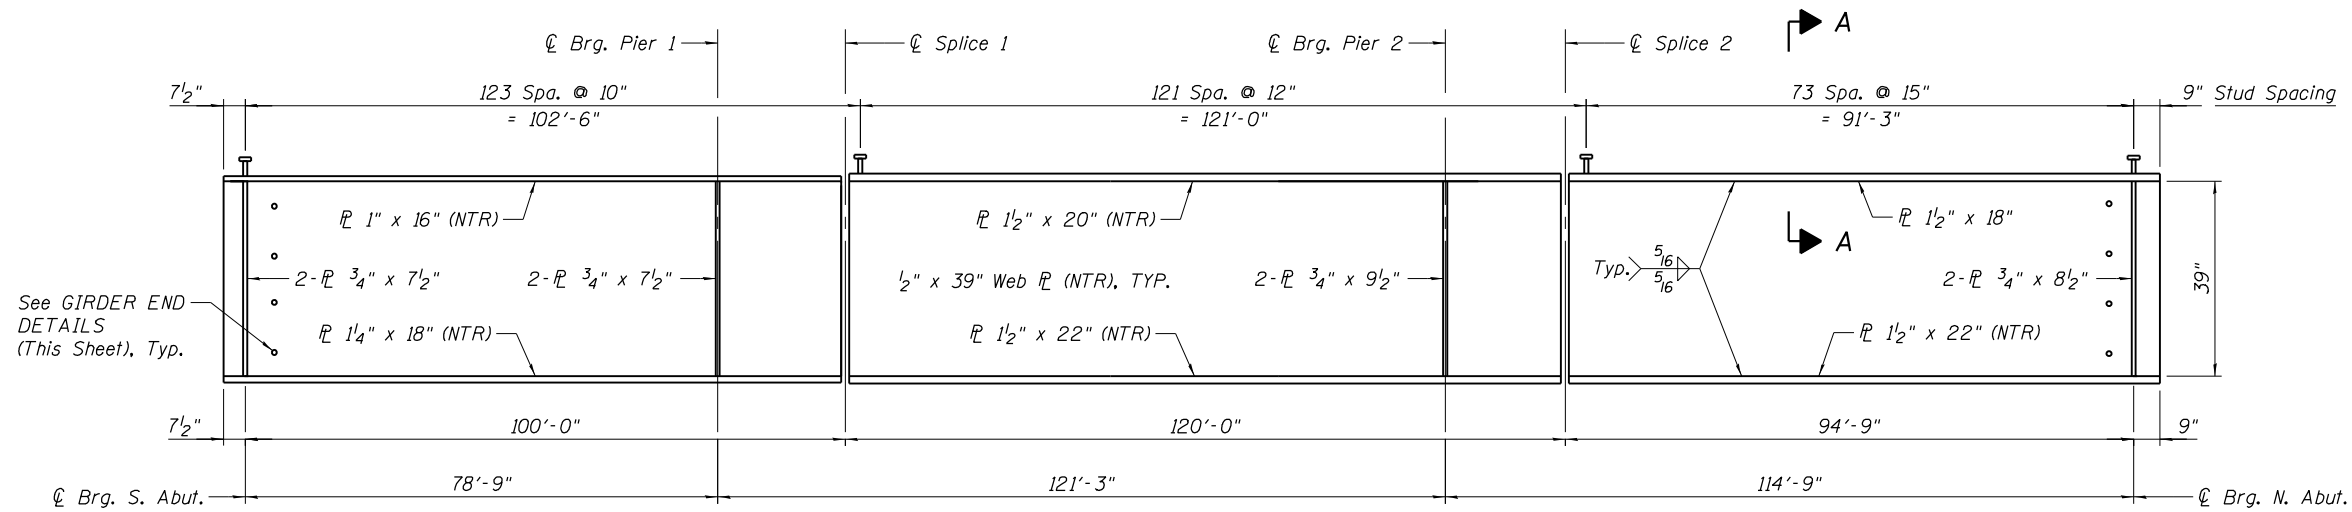 A
℄ Brg. Pier 1
℄ Splice 1
℄ Brg. Pier 2
℄ Splice 2
7½"
123 Spa. @ 10"
= 102'-6"
121 Spa. @ 12"
= 121'-0"
73 Spa. @ 15"
= 91'-3"
9" Stud Spacing
℞ 1" x 16" (NTR)
℞ 1½" x 20" (NTR)
℞ 1½" x 18"
A
2-℞ ¾" x 7½"
2-℞ ¾" x 7½"
½" x 39" Web ℞ (NTR), TYP.
2-℞ ¾" x 9½"
Typ.
5/16
5/16
2-℞ ¾" x 8½"
39"
See GIRDER END
DETAILS
(This Sheet), Typ.
℞ 1¼" x 18" (NTR)
℞ 1½" x 22" (NTR)
℞ 1½" x 22" (NTR)
7½"
100'-0"
120'-0"
94'-9"
9"
℄ Brg. S. Abut.
78'-9"
121'-3"
114'-9"
℄ Brg. N. Abut.